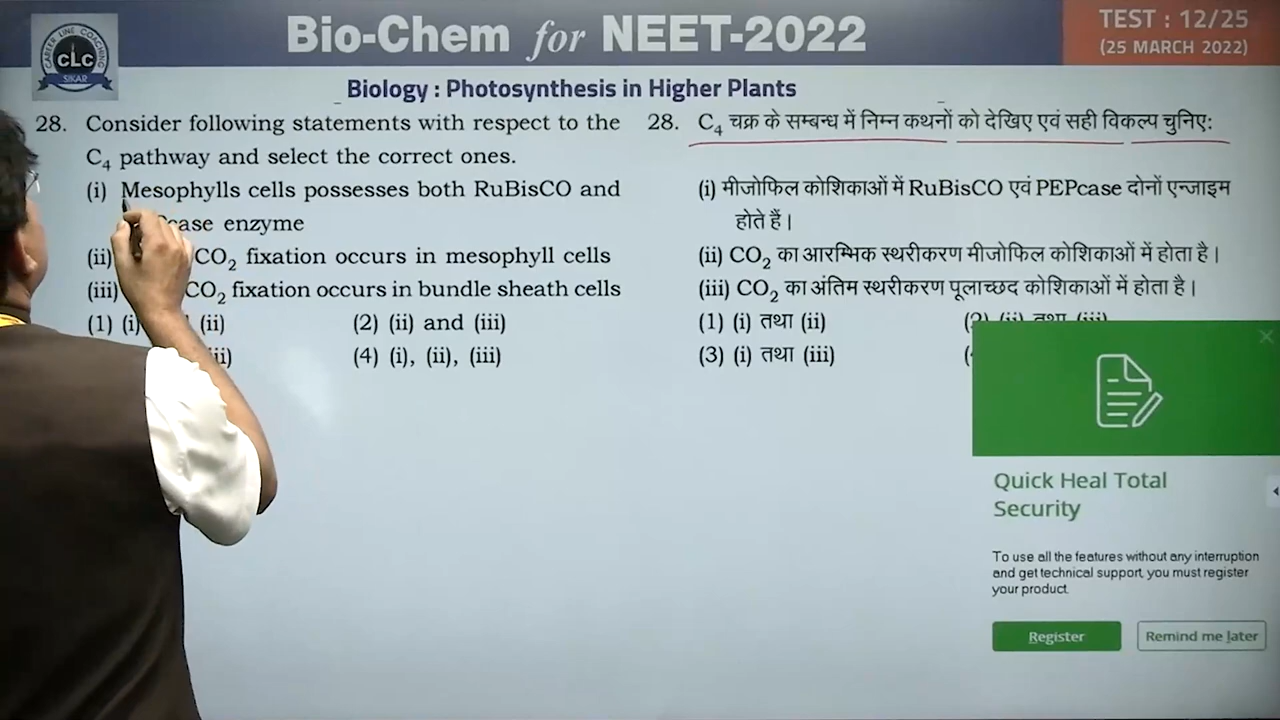 Bio-Chem for NEET-2022
TEST : 12/25
(25 MARCH 2022)
CAREER LINE COACHING
CLC
SIKAR
Biology : Photosynthesis in Higher Plants
28. Consider following statements with respect to the
C₄ pathway and select the correct ones.
(i) Mesophylls cells possesses both RuBisCO and
case enzyme
(ii) CO₂ fixation occurs in mesophyll cells
(iii) CO₂ fixation occurs in bundle sheath cells
(1) (i) (ii)
(2) (ii) and (iii)
(4) (i), (ii), (iii)
28. C₄ चक्र के सम्बन्ध में निम्न कथनों को देखिए एवं सही विकल्प चुनिए:
(i) मीजोफिल कोशिकाओं में RuBisCO एवं PEPcase दोनों एन्जाइम
होते हैं।
(ii) CO₂ का आरम्भिक स्थरीकरण मीजोफिल कोशिकाओं में होता है।
(iii) CO₂ का अंतिम स्थरीकरण पूलाच्छद कोशिकाओं में होता है।
(1) (i) तथा (ii)
(2) (ii) तथा (iii)
(3) (i) तथा (iii)
Quick Heal Total
Security
To use all the features without any interruption
and get technical support, you must register
your product.
Register
Remind me later